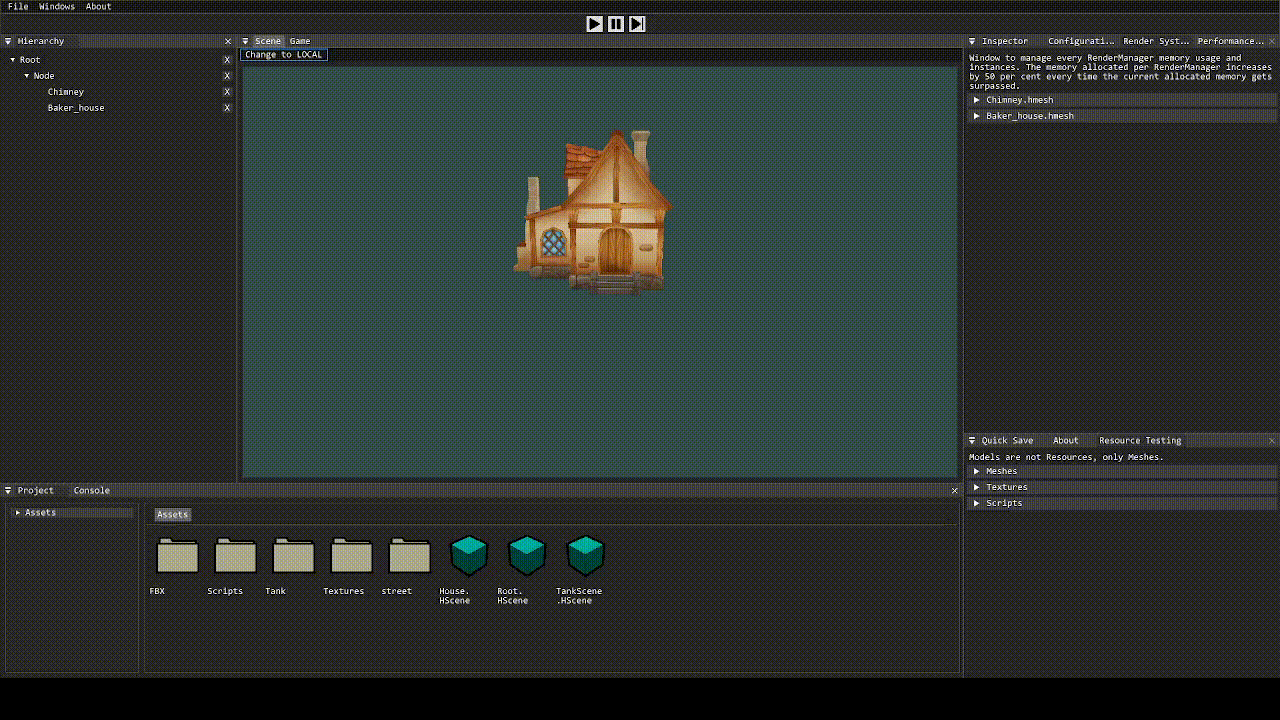 File Windows About
Hierarchy
Root X
Node X
Chimney X
Baker_house X
Scene Game
Change to LOCAL
Inspector Configurati... Render Syst... Performance...
Window to manage every RenderManager memory usage and
instances. The memory allocated per RenderManager increases
by 50 per cent every time the current allocated memory gets
surpassed.
Chimney.hmesh
Baker_house.hmesh
Quick Save About Resource Testing
Models are not Resources, only Meshes.
Meshes
Textures
Scripts
Project Console
Assets
Assets
FBX
Scripts
Tank
Textures
street
House.
HScene
Root.
HScene
TankScene
.HScene